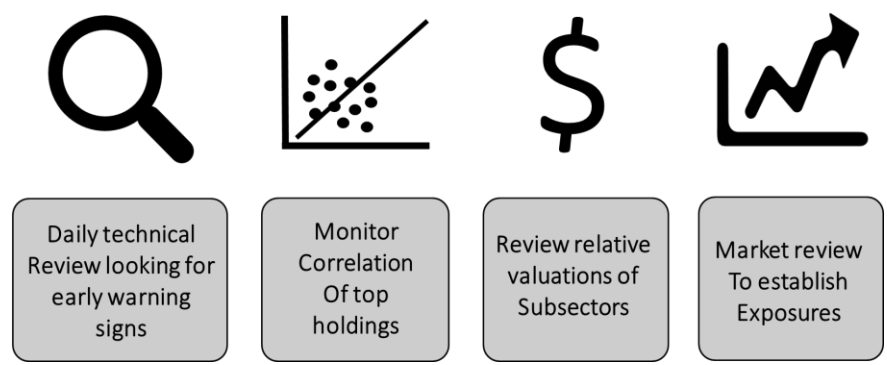 Daily technical
Review looking for
early warning
signs
Monitor
Correlation
Of top
holdings
Review relative
valuations of
Subsectors
Market review
To establish
Exposures